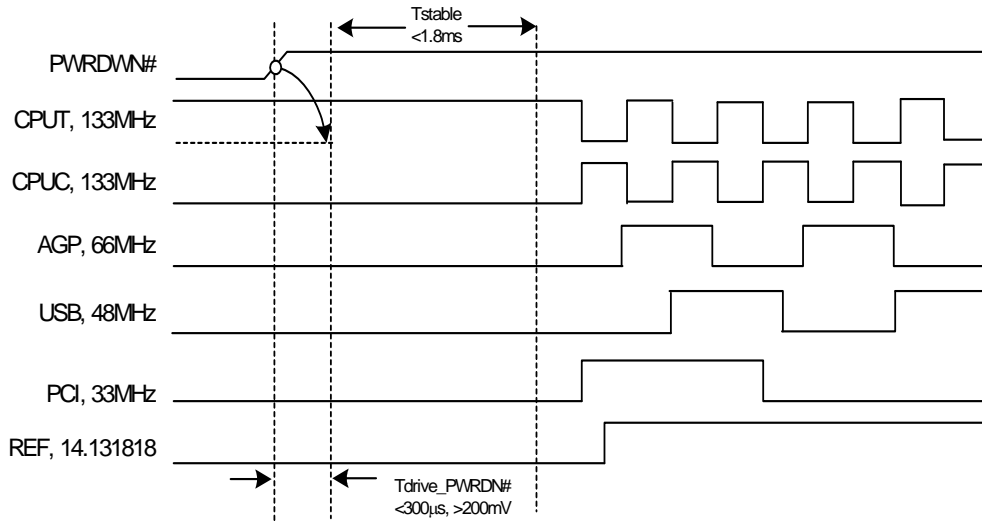 Tstable
<1.8ms
PWRDWN#
CPUT, 133MHz
CPUC, 133MHz
AGP, 66MHz
USB, 48MHz
PCI, 33MHz
REF, 14.131818
Tdrive_PWRDN#
<300µs, >200mV